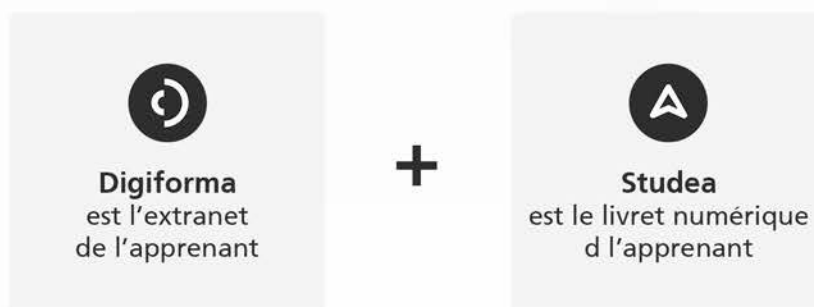 Digiforma
est l'extranet
de l'apprenant
+
Studea
est le livret numérique
d l'apprenant